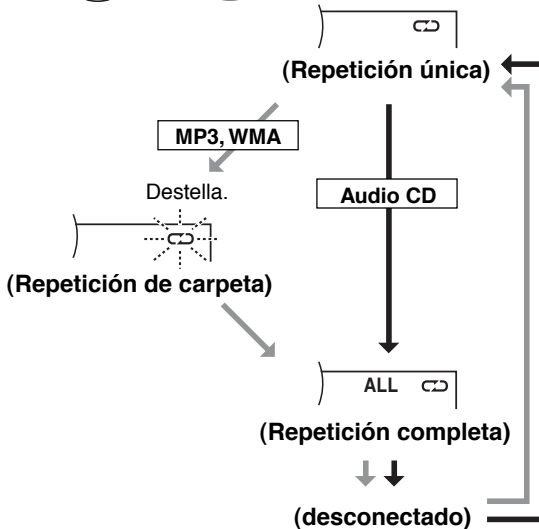 (Repetición única)
MP3, WMA
Destella.
Audio CD
(Repetición de carpeta)
ALL
(Repetición completa)
(desconectado)